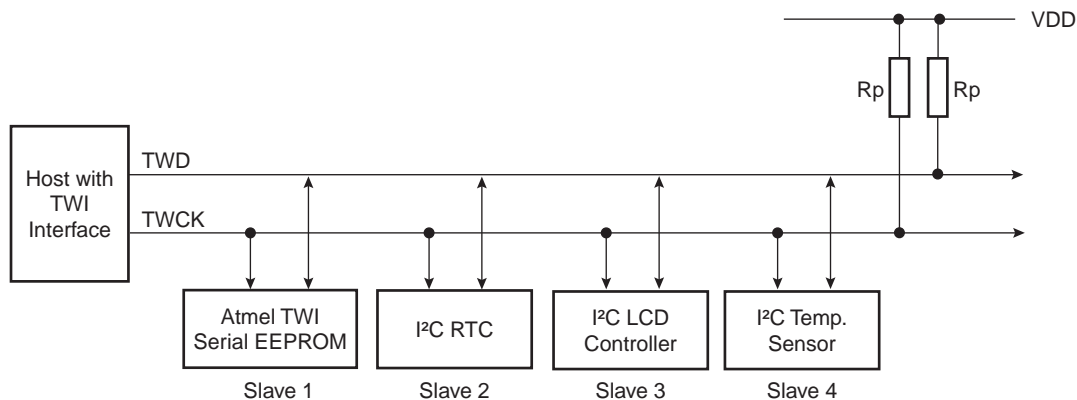 VDD
Rp
Rp
Host with
TWI
Interface
TWD
TWCK
Atmel TWI
Serial EEPROM
I²C RTC
I²C LCD
Controller
I²C Temp.
Sensor
Slave 1
Slave 2
Slave 3
Slave 4